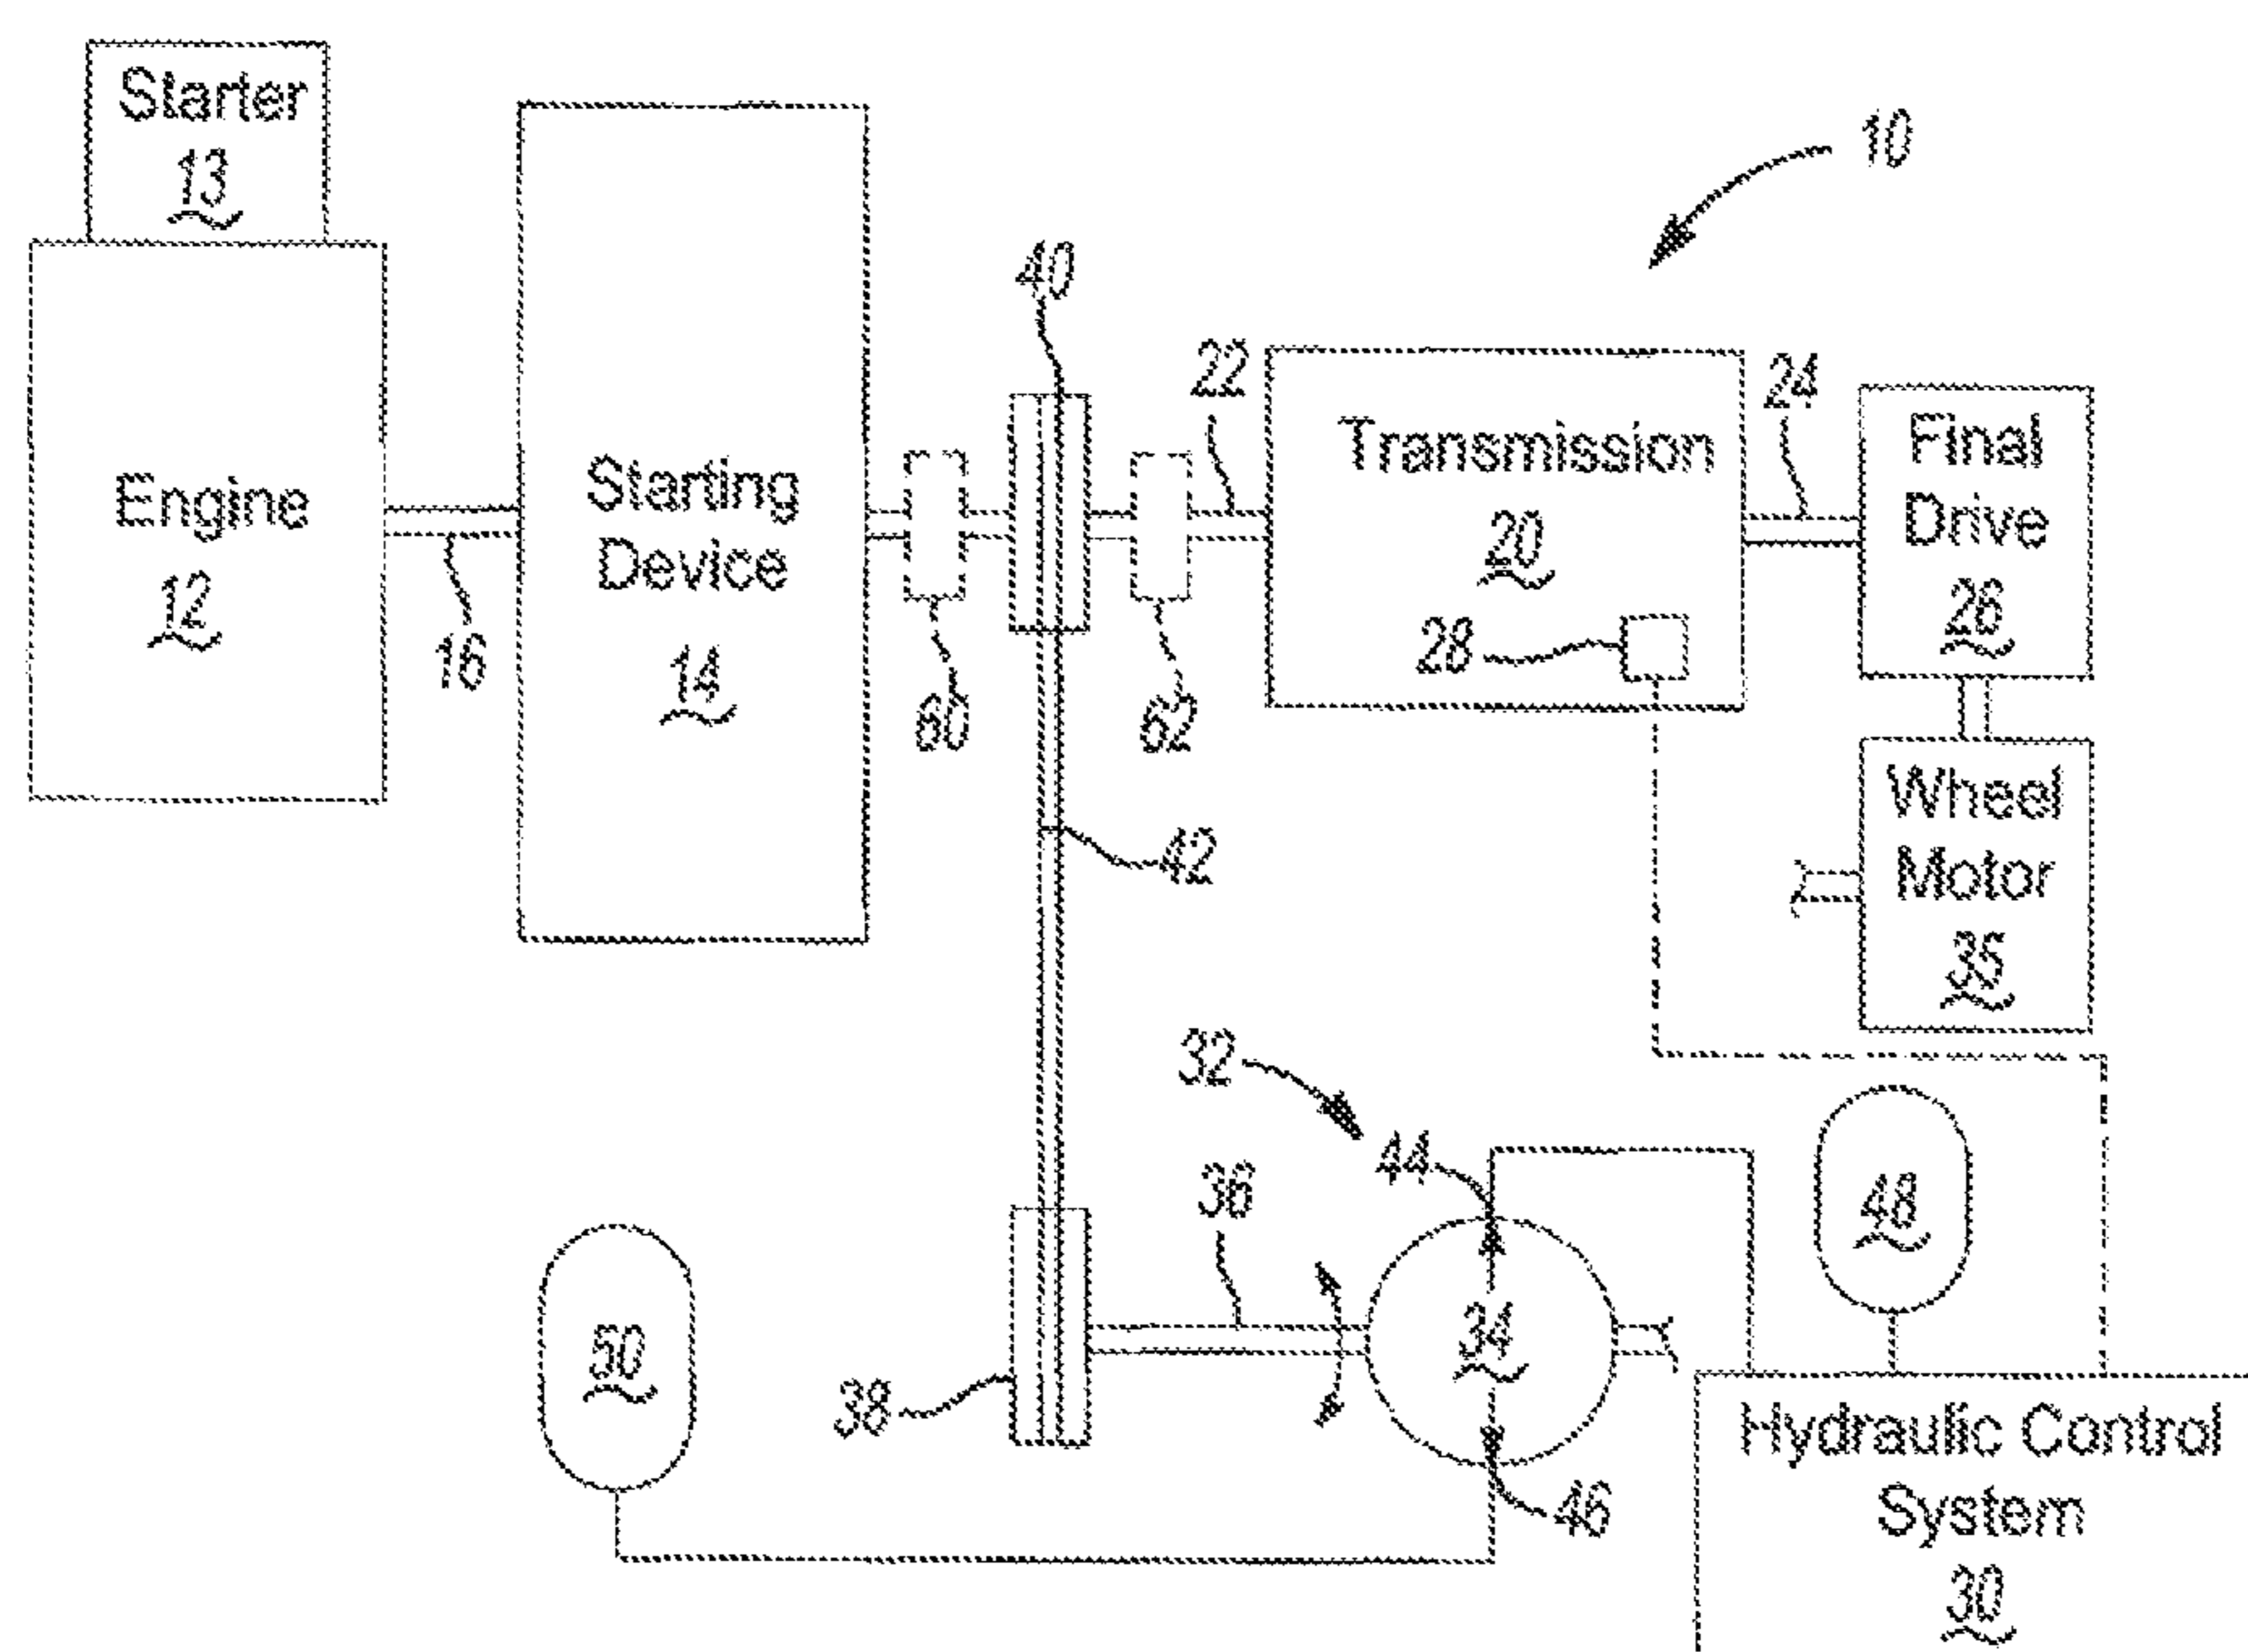 Starter
13
10
40
22
24
Engine
12
16
Starting
Device
14
60
62
Transmission
20
28
Final
Drive
26
42
Wheel
Motor
35
32
44
36
48
50
34
38
46
Hydraulic Control
System
30